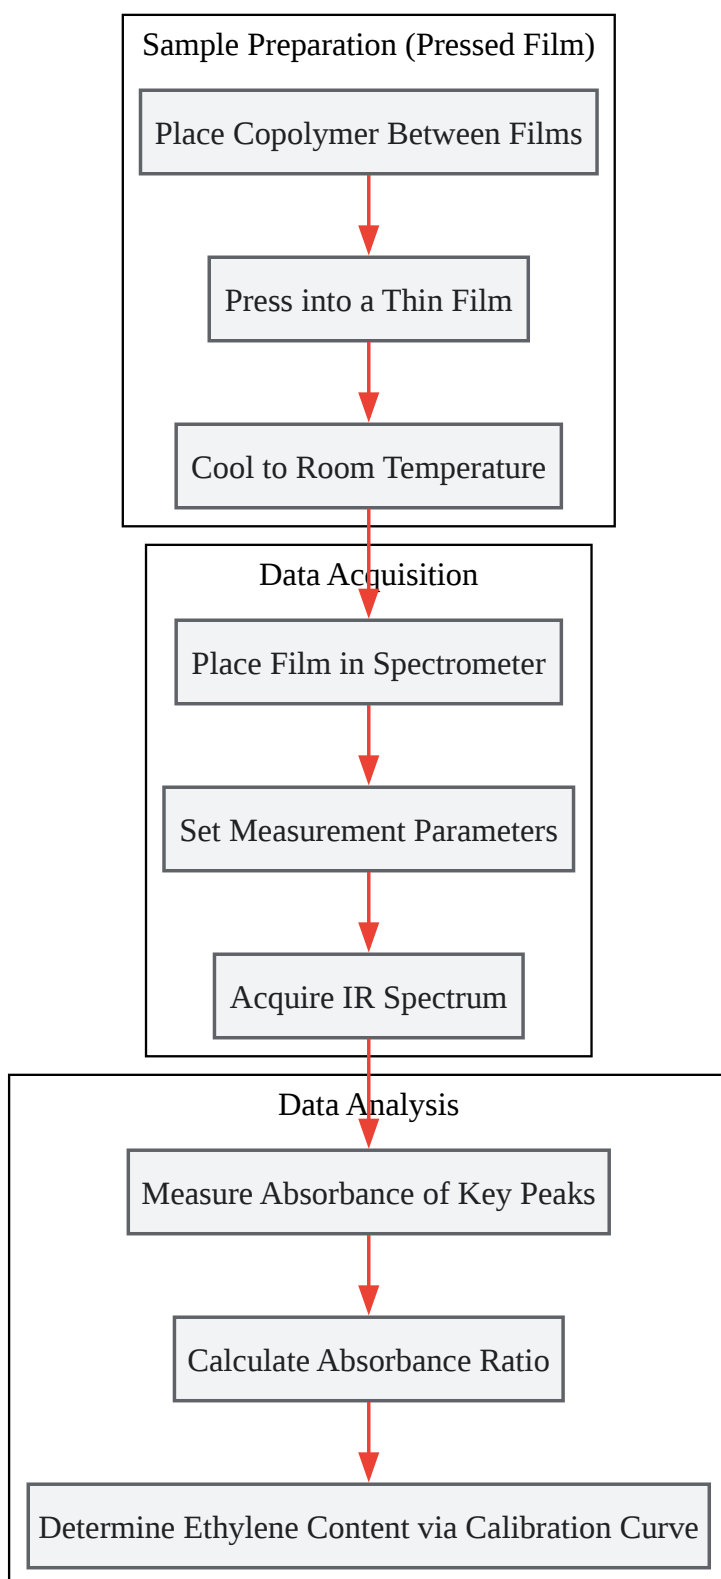 Sample Preparation (Pressed Film)
Place Copolymer Between Films
Press into a Thin Film
Cool to Room Temperature
Data Acquisition
Place Film in Spectrometer
Set Measurement Parameters
Acquire IR Spectrum
Data Analysis
Measure Absorbance of Key Peaks
Calculate Absorbance Ratio
Determine Ethylene Content via Calibration Curve